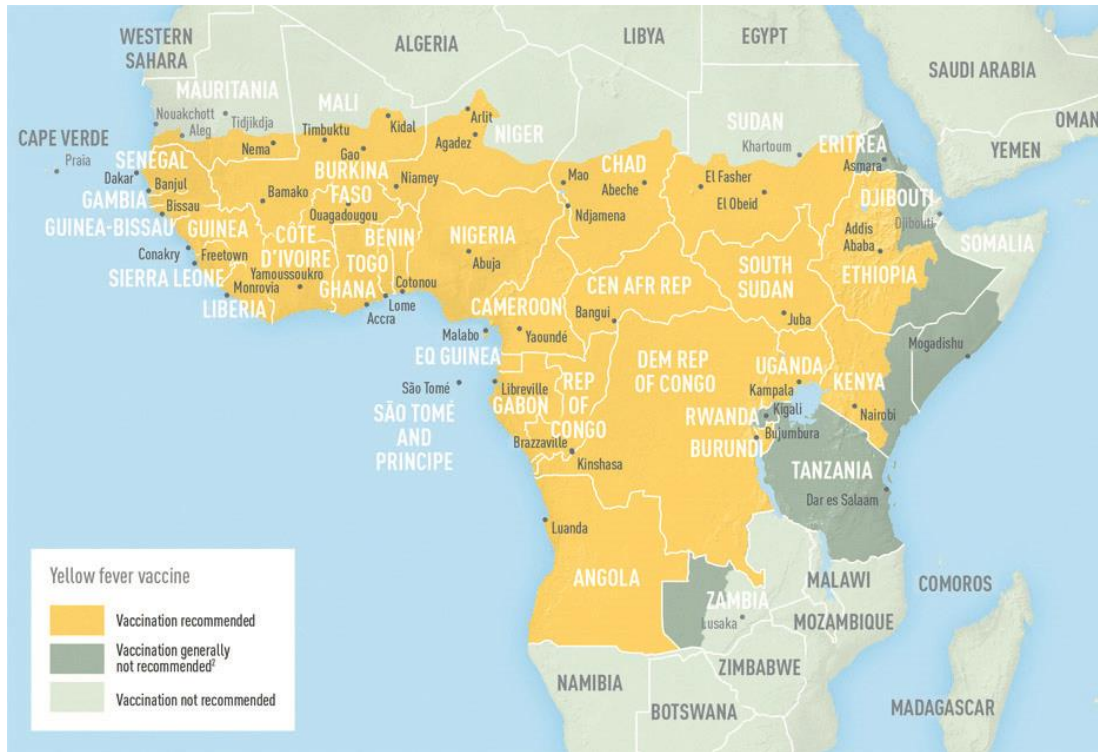 WESTERN
SAHARA
ALGERIA
LIBYA
EGYPT
SAUDI ARABIA
OMAN
YEMEN
MAURITANIA
Nouakchott
Tidjikdja
Aleg
Nema
MALI
Timbuktu
Kidal
Gao
Arlit
Agadez
NIGER
SUDAN
Khartoum
ERITREA
Asmara
CAPE VERDE
Praia
SENEGAL
Dakar
Banjul
GAMBIA
Bissau
GUINEA-BISSAU
Bamako
BURKINA
FASO
Ouagadougou
Niamey
CHAD
Mao
Abeche
Ndjamena
El Fasher
El Obeid
DJIBOUTI
Djibouti
Addis
Ababa
ETHIOPIA
SOMALIA
GUINEA
Conakry
Freetown
SIERRA LEONE
Monrovia
LIBERIA
CÔTE
D'IVOIRE
Yamoussoukro
GHANA
Accra
TOGO
Lome
BENIN
Cotonou
NIGERIA
Abuja
CAMEROON
Yaoundé
CEN AFR REP
Bangui
SOUTH
SUDAN
Juba
Malabo
EQ GUINEA
São Tomé
SÃO TOMÉ
AND
PRINCIPE
Libreville
GABON
REP
OF
CONGO
Brazzaville
Kinshasa
DEM REP
OF CONGO
UGANDA
Kampala
KENYA
Nairobi
Mogadishu
RWANDA
Kigali
Bujumbura
BURUNDI
TANZANIA
Dar es Salaam
Luanda
ANGOLA
ZAMBIA
Lusaka
MALAWI
MOZAMBIQUE
COMOROS
ZIMBABWE
NAMIBIA
BOTSWANA
MADAGASCAR
Yellow fever vaccine
Vaccination recommended
Vaccination generally
not recommended²
Vaccination not recommended